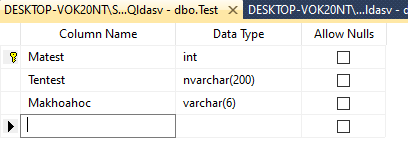 DESKTOP-VOK20NT\S...Qldasv - dbo.Test DESKTOP-VOK20NT\...ldasv - d
Column Name Data Type Allow Nulls
Matest int
Tentest nvarchar(200)
Makhoahoc varchar(6)